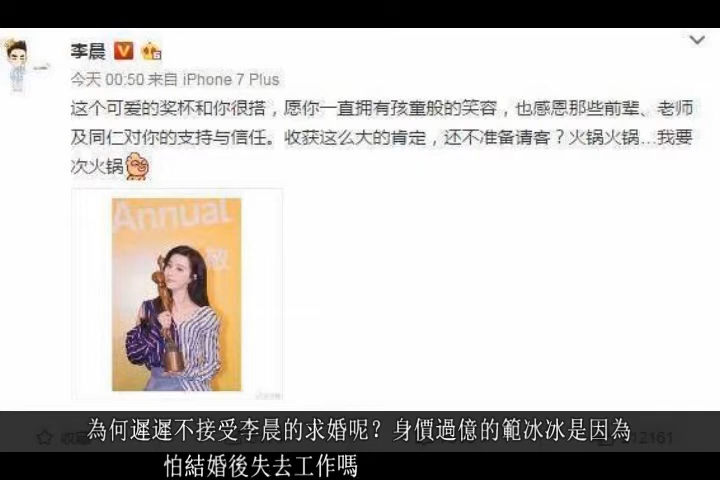 李晨
今天 00:50 来自 iPhone 7 Plus
这个可爱的奖杯和你很搭，愿你一直拥有孩童般的笑容，也感恩那些前辈、老师
及同仁对你的支持与信任。收获这么大的肯定，还不准备请客？火锅火锅...我要
次火锅
Annual
為何遲遲不接受李晨的求婚呢？身價過億的範冰冰是因為
怕結婚後失去工作嗎